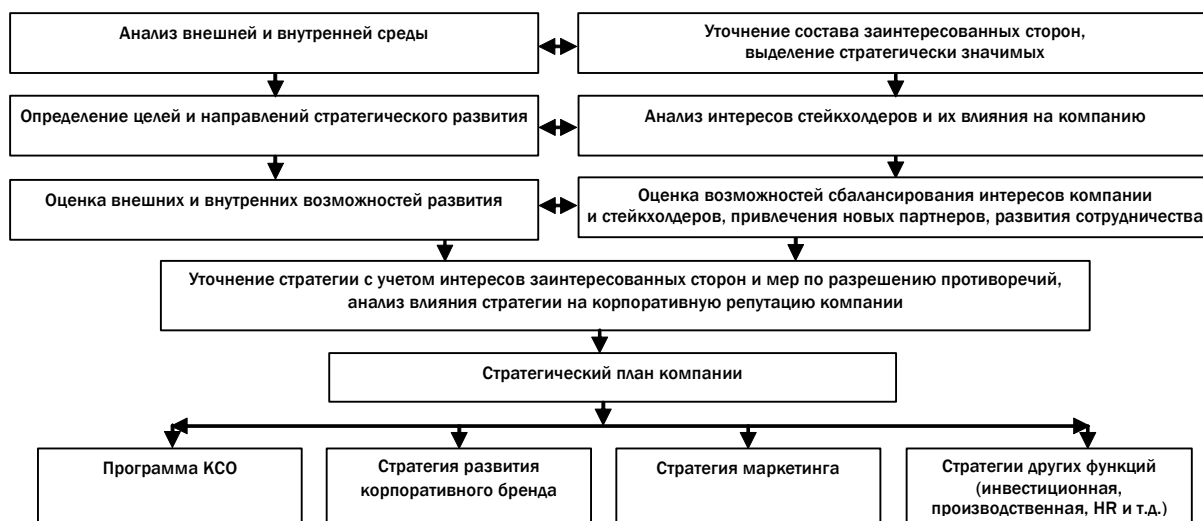 Анализ внешней и внутренней среды
Уточнение состава заинтересованных сторон,
выделение стратегически значимых
Определение целей и направлений стратегического развития
Анализ интересов стейкхолдеров и их влияния на компанию
Оценка внешних и внутренних возможностей развития
Оценка возможностей сбалансирования интересов компании
и стейкхолдеров, привлечения новых партнеров, развития сотрудничества
Уточнение стратегии с учетом интересов заинтересованных сторон и мер по разрешению противоречий,
анализ влияния стратегии на корпоративную репутацию компании
Стратегический план компании
Программа КСО
Стратегия развития
корпоративного бренда
Стратегия маркетинга
Стратегии других функций
(инвестиционная,
производственная, HR и т.д.)